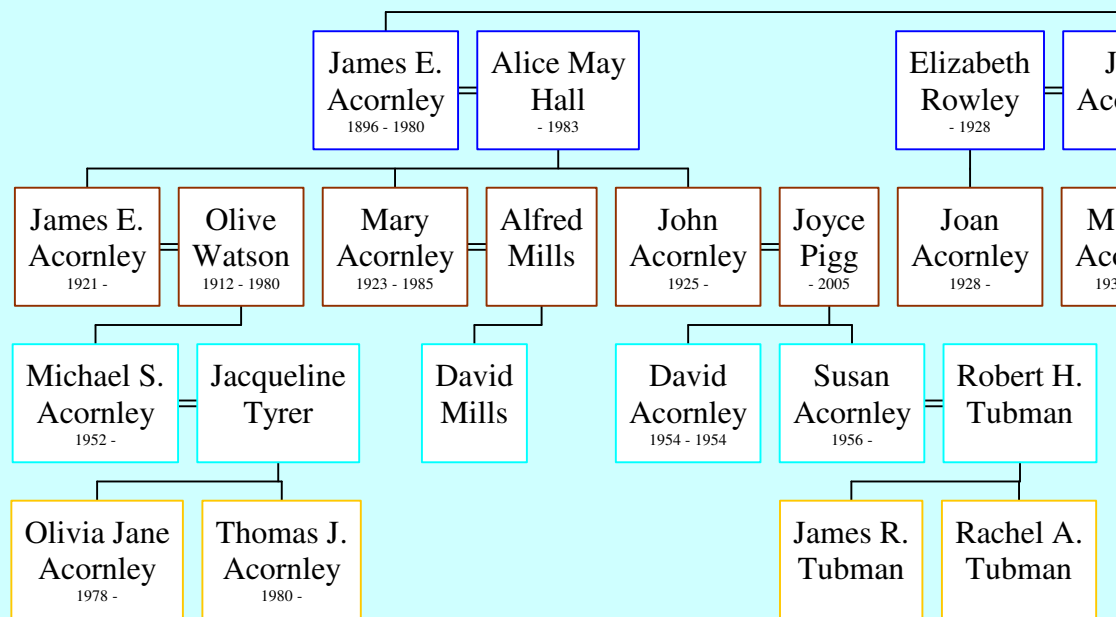 James E.
Acornley
1896 - 1980
Alice May
Hall
- 1983
Elizabeth
Rowley
- 1928
James E.
Acornley
1921 -
Olive
Watson
1912 - 1980
Mary
Acornley
1923 - 1985
Alfred
Mills
John
Acornley
1925 -
Joyce
Pigg
- 2005
Joan
Acornley
1928 -
Michael S.
Acornley
1952 -
Jacqueline
Tyrer
David
Mills
David
Acornley
1954 - 1954
Susan
Acornley
1956 -
Robert H.
Tubman
Olivia Jane
Acornley
1978 -
Thomas J.
Acornley
1980 -
James R.
Tubman
Rachel A.
Tubman